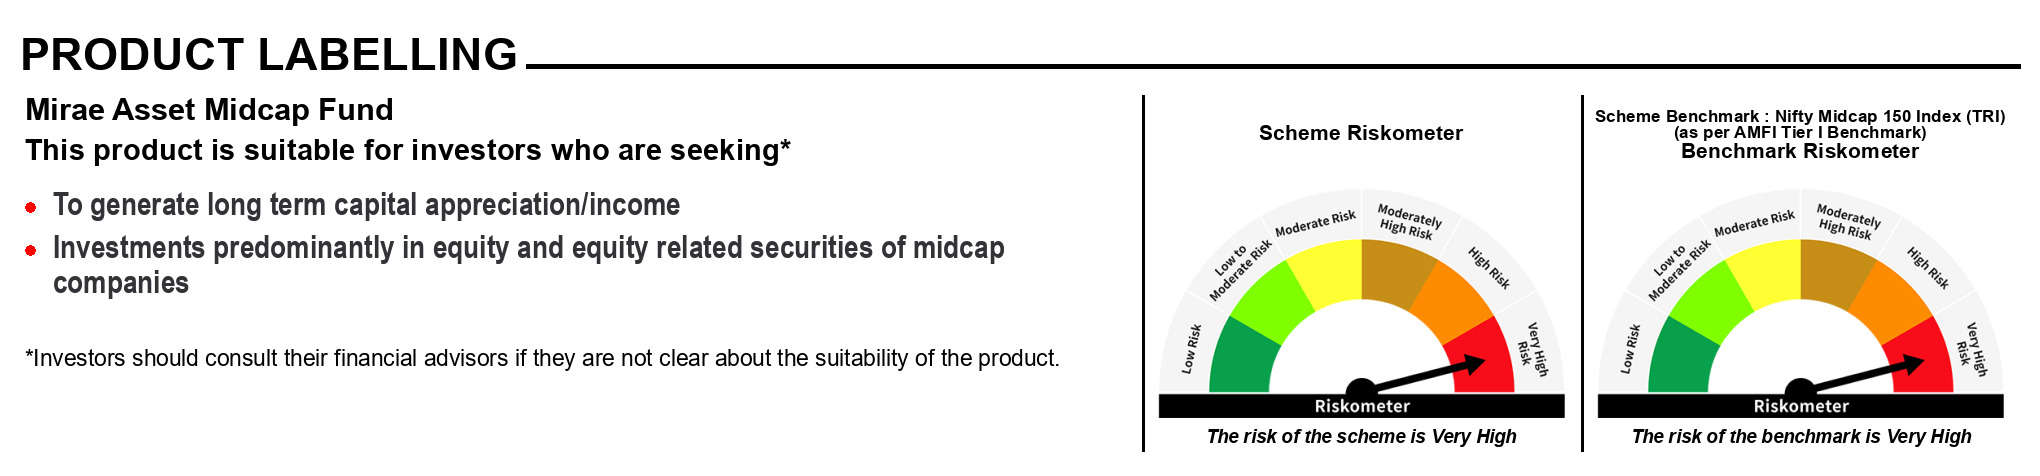 PRODUCT LABELLING
Mirae Asset Midcap Fund
This product is suitable for investors who are seeking*
• To generate long term capital appreciation/income
• Investments predominantly in equity and equity related securities of midcap
companies
*Investors should consult their financial advisors if they are not clear about the suitability of the product.
Scheme Riskometer
Low Risk
Low to
Moderate Risk
Moderate Risk
Moderately
High Risk
High Risk
Very High
Risk
Riskometer
The risk of the scheme is Very High
Scheme Benchmark : Nifty Midcap 150 Index (TRI)
(as per AMFI Tier I Benchmark)
Benchmark Riskometer
Low Risk
Low to
Moderate Risk
Moderate Risk
Moderately
High Risk
High Risk
Very High
Risk
Riskometer
The risk of the benchmark is Very High